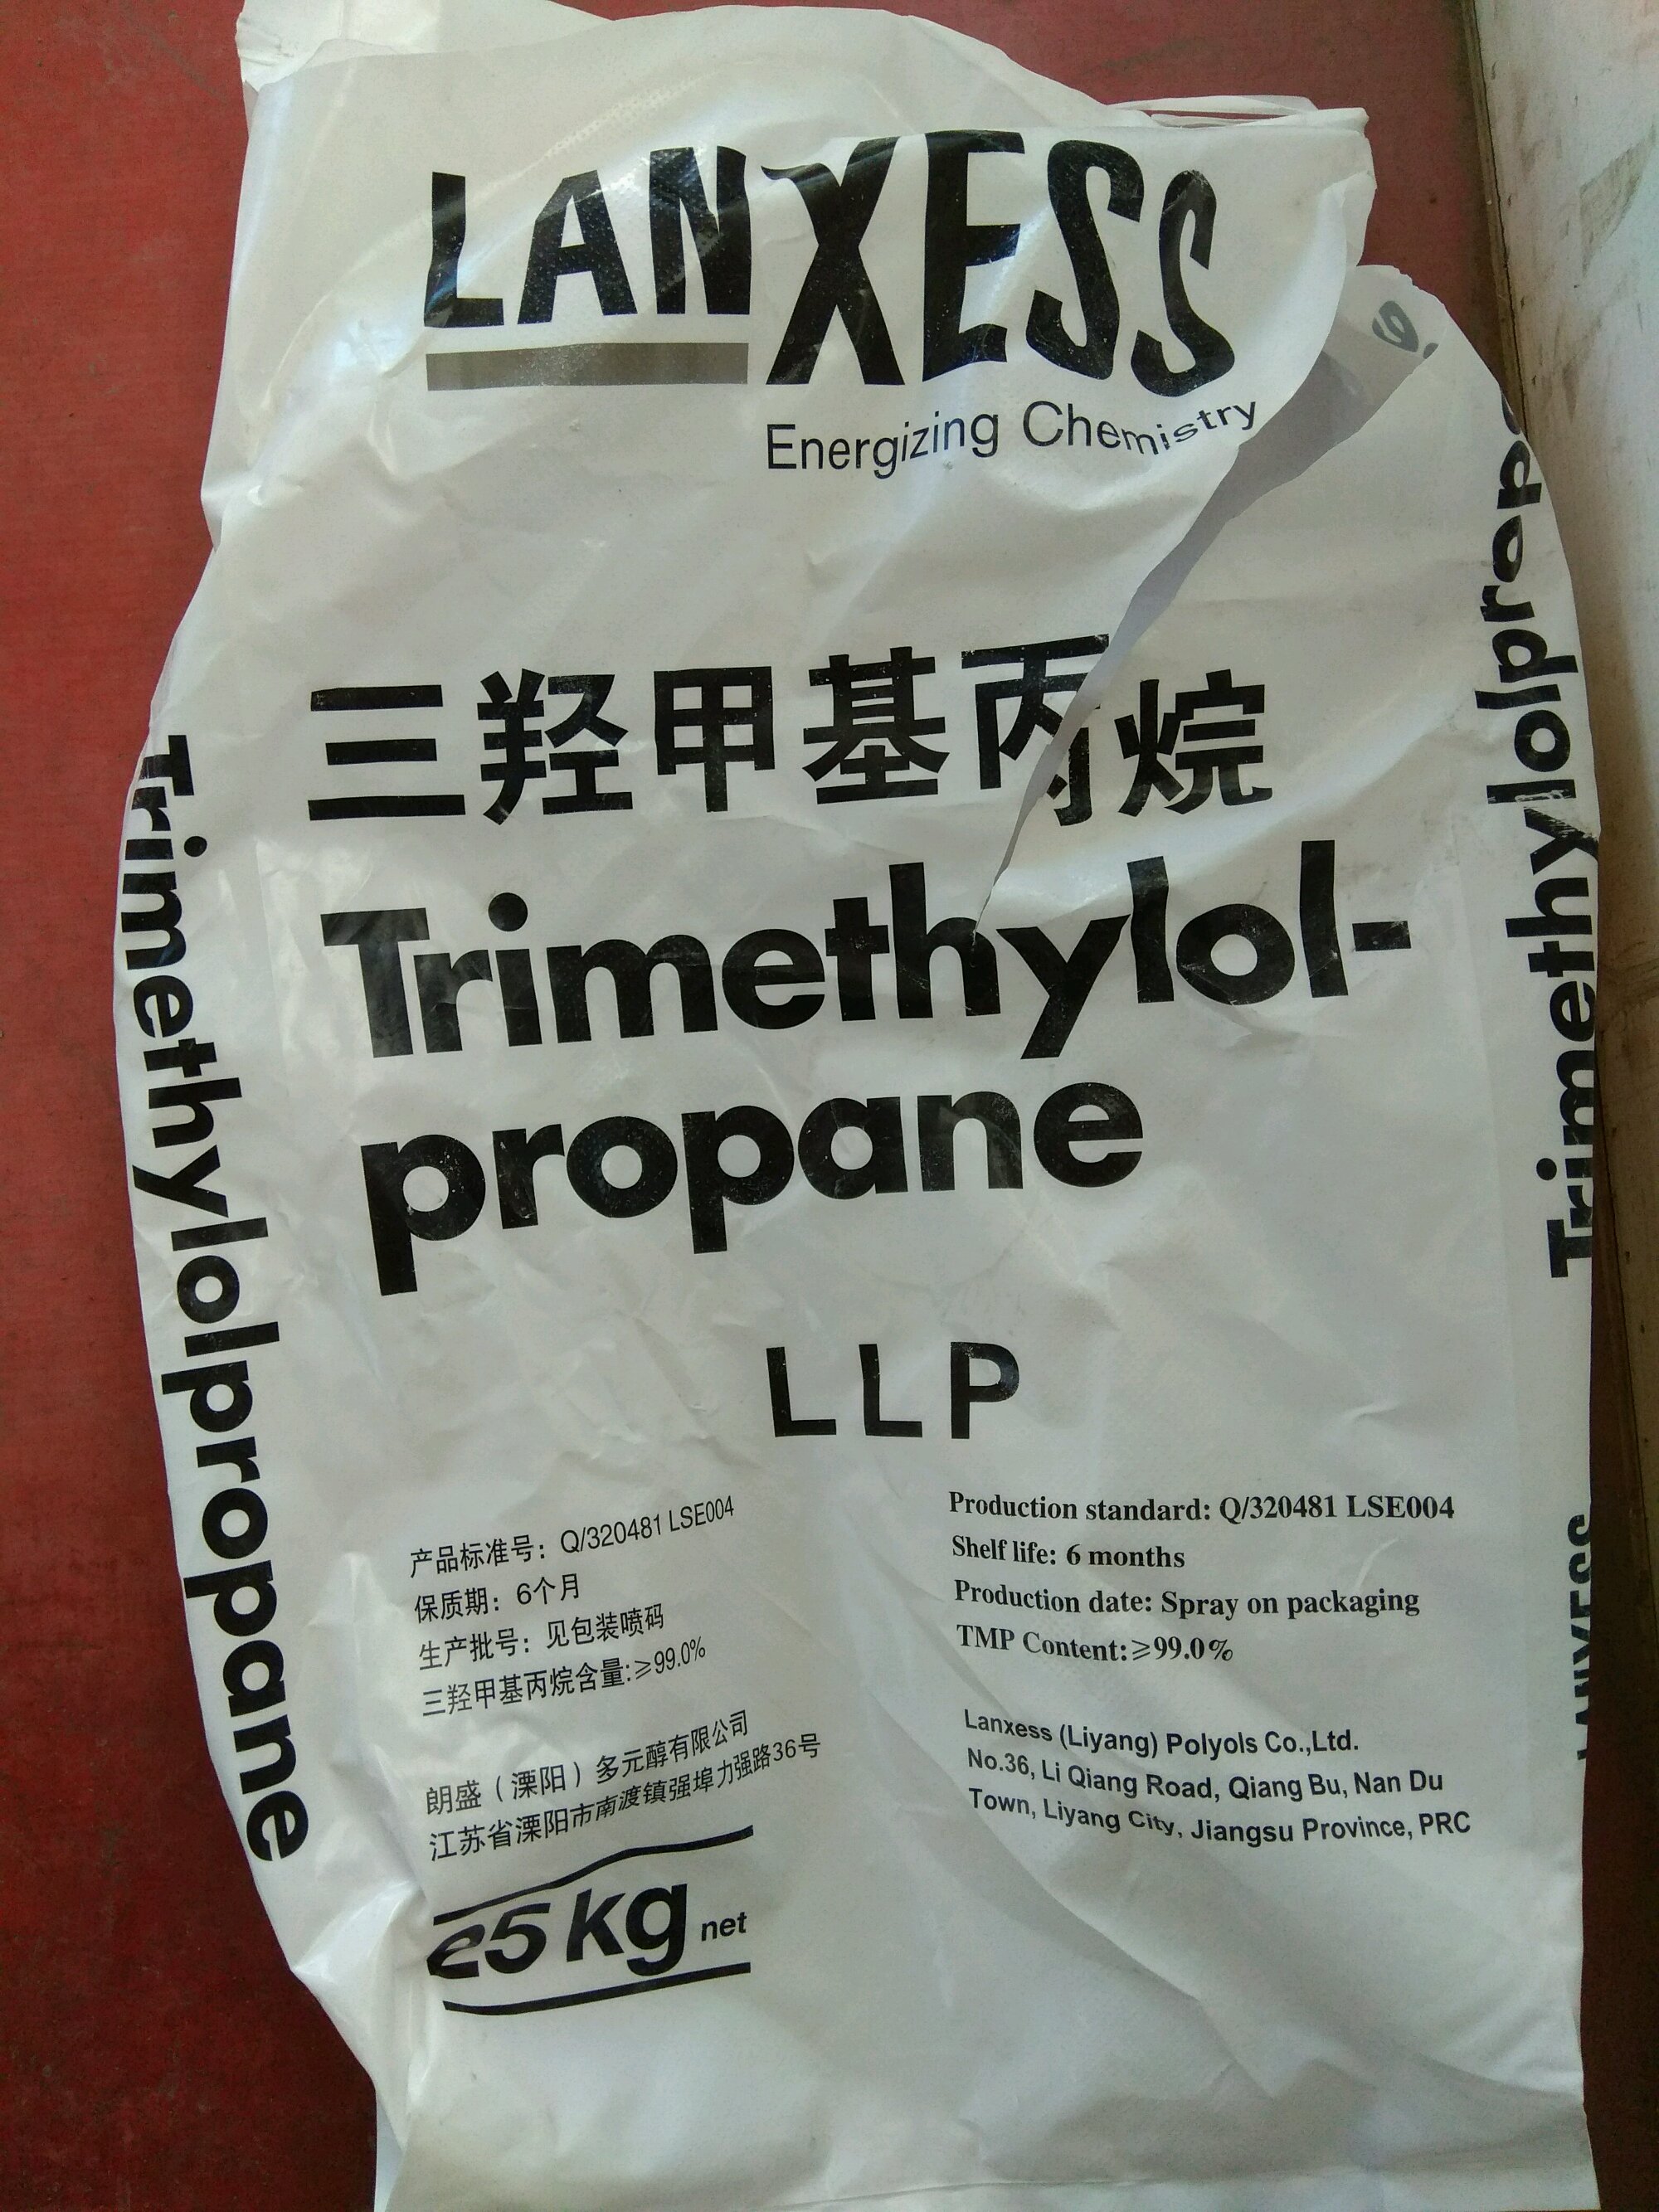 LANXESS
Energizing Chemistry
三羟甲基丙烷
Trimethylol-
propane
LLP
产品标准号：Q/320481 LSE004
保质期：6个月
生产批号：见包装喷码
三羟甲基丙烷含量:≥99.0%
朗盛（溧阳）多元醇有限公司
江苏省溧阳市南渡镇强埠力强路36号
25kg net
Production standard: Q/320481 LSE004
Shelf life: 6 months
Production date: Spray on packaging
TMP Content:≥99.0%
Lanxess (Liyang) Polyols Co.,Ltd.
No.36, Li Qiang Road, Qiang Bu, Nan Du
Town, Liyang City, Jiangsu Province, PRC
Trimethylolpropane
Trimethylolprop
LANXESS